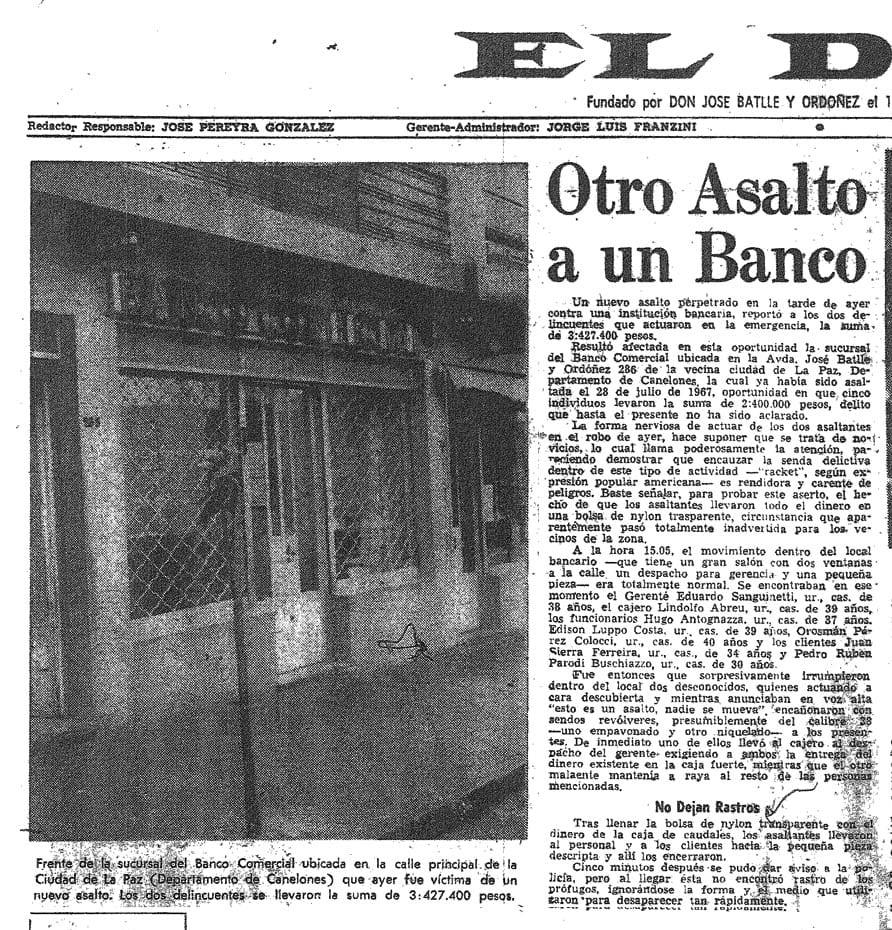 EL D
Fundado por DON JOSE BATLLE Y ORDOÑEZ el 1
Redactor Responsable: JOSE PEREYRA GONZALEZ
Gerente-Administrador: JORGE LUIS FRANZINI
Otro Asalto
a un Banco
Un nuevo asalto perpetrado en la tarde de ayer
contra una institución bancaria, reportó a los dos de-
lincuentes que actuaron en la emergencia, la suma
de 3:427.400 pesos.
Resultó afectada en esta oportunidad la sucursal
del Banco Comercial ubicada en la Avda. José Batlle
y Ordóñez 286 de la vecina ciudad de La Paz, De-
partamento de Canelones, la cual ya había sido asal-
tada el 28 de julio de 1967, oportunidad en que cinco
individuos levaron la suma de 2:400.000 pesos, delito
que hasta el presente no ha sido aclarado.
La forma nerviosa de actuar de los dos asaltantes
en el robo de ayer, hace suponer que se trata de no-
vicios, lo cual llama poderosamente la atención, pa-
reciendo demostrar que encauzar la senda delictiva
dentro de este tipo de actividad —"racket", según ex-
presión popular americana— es rendidora y carente de
peligros. Baste señalar, para probar este aserto, el he-
cho de que los asaltantes llevaron todo el dinero en
una bolsa de nylon trasparente, circunstancia que apa-
rentemente pasó totalmente inadvertida para los ve-
cinos de la zona.
A la hora 15.05, el movimiento dentro del local
bancario —que tiene un gran salón con dos ventanas
a la calle, un despacho para gerencia y una pequeña
pieza— era totalmente normal. Se encontraban en ese
momento el Gerente Eduardo Sanguinetti, ur., cas. de
38 años, el cajero Lindolfo Abreu, ur., cas. de 39 años,
los funcionarios Hugo Antognazza, ur., cas. de 37 años.
Edison Luppo Costa, ur., cas. de 39 años, Orosmán Pé-
rez Colocci, ur., cas. de 40 años y los clientes Juan
Sierra Ferreira, ur., cas., de 34 años y Pedro Rubén
Parodi Buschiazzo, ur., cas. de 30 años.
Fue entonces que sorpresivamente irrumpieron
dentro del local dos desconocidos, quienes actuando a
cara descubierta y mientras anunciaban en voz alta
"esto es un asalto, nadie se mueva" encañonaron con
sendos revólveres, presumiblemente del calibre 38
—uno empavonado y otro niquelado— a los presen-
tes. De inmediato uno de ellos llevó al cajero al des-
pacho del gerente exigiendo a ambos la entrega del
dinero existente en la caja fuerte, mientras que el otro
malaente mantenía a raya al resto de las personas
mencionadas.
No Dejan Rastros
Tras llenar la bolsa de nylon transparente con el
dinero de la caja de caudales, los asaltantes llevaron
al personal y a los clientes hacia la pequeña pieza
descripta y allí los encerraron.
Cinco minutos después se pudo dar aviso a la po-
licía, pero al llegar ésta no encontró rastro de los
prófugos, ignorándose la forma y el medio que utili-
zaron para desaparecer tan rápidamente.
Frente de la sucursal del Banco Comercial ubicada en la calle principal de la
Ciudad de La Paz (Departamento de Canelones) que ayer fue víctima de un
nuevo asalto. Los dos delincuentes se llevaron la suma de 3:427.400 pesos.